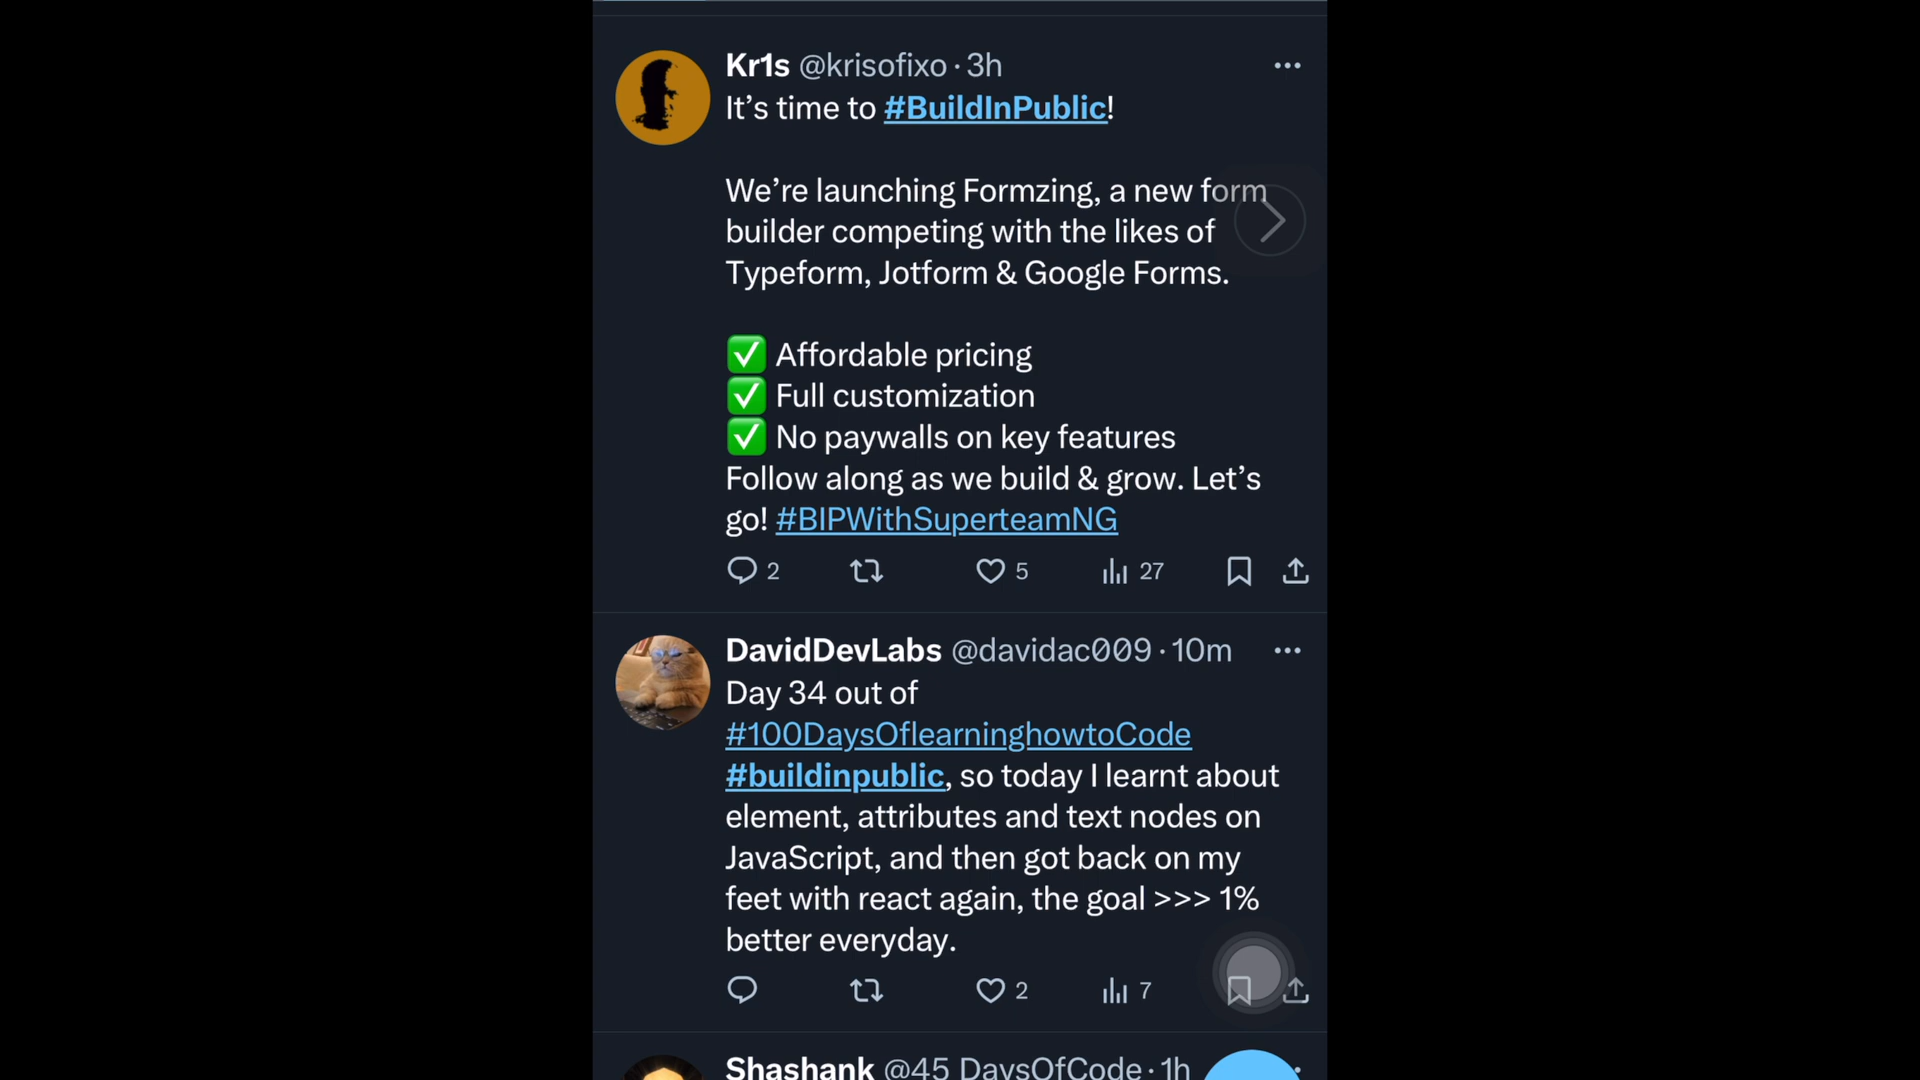 Kr1s @krisofixo · 3h
It’s time to #BuildInPublic!
We’re launching Formzing, a new form
builder competing with the likes of
Typeform, Jotform & Google Forms.
✅ Affordable pricing
✅ Full customization
✅ No paywalls on key features
Follow along as we build & grow. Let’s
go! #BIPWithSuperteamNG
2 5 27
DavidDevLabs @davidac009 · 10m
Day 34 out of
#100DaysOflearninghowtoCode
#buildinpublic, so today I learnt about
element, attributes and text nodes on
JavaScript, and then got back on my
feet with react again, the goal >>> 1%
better everyday.
2 7
Shashank @45_DaysOfCode · 1h